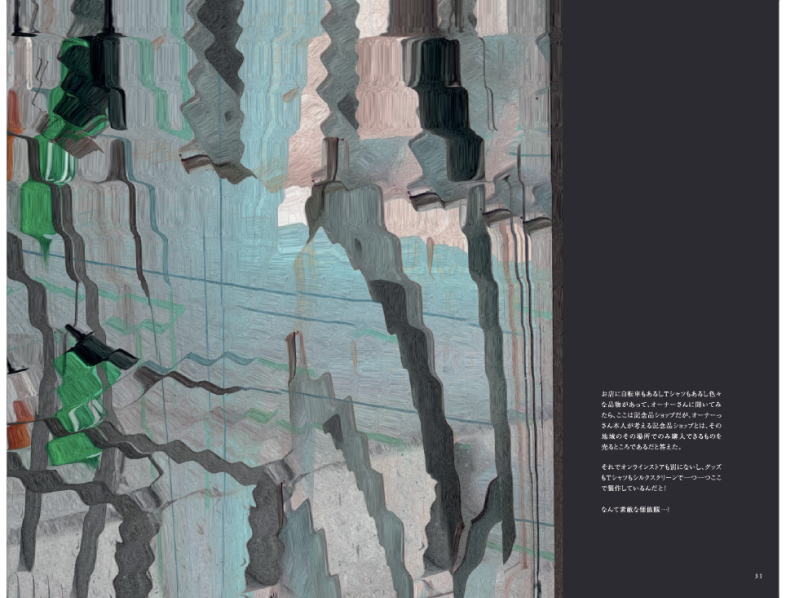 お店に自転車もあるしTシャツもあるし色々
な品物があって、オーナーさんに聞いてみ
たら、ここは記念品ショップだが、オーナーっ
さん本人が考える記念品ショップとは、その
地域のその場所でのみ購入できるものを
売るところであるだと答えた。
それでオンラインストアも別にないし、グッズ
もTシャツもシルクスクリーンで一つ一つここ
で製作しているんだと!
なんて素敵な価値観…!
31